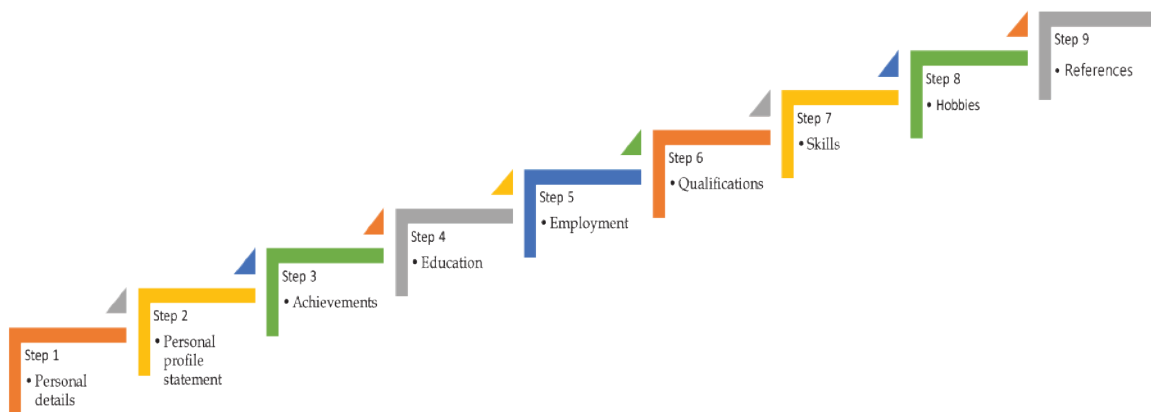 Step 1
• Personal
details
Step 2
• Personal
profile
statement
Step 3
• Achievements
Step 4
• Education
Step 5
• Employment
Step 6
• Qualifications
Step 7
• Skills
Step 8
• Hobbies
Step 9
• References